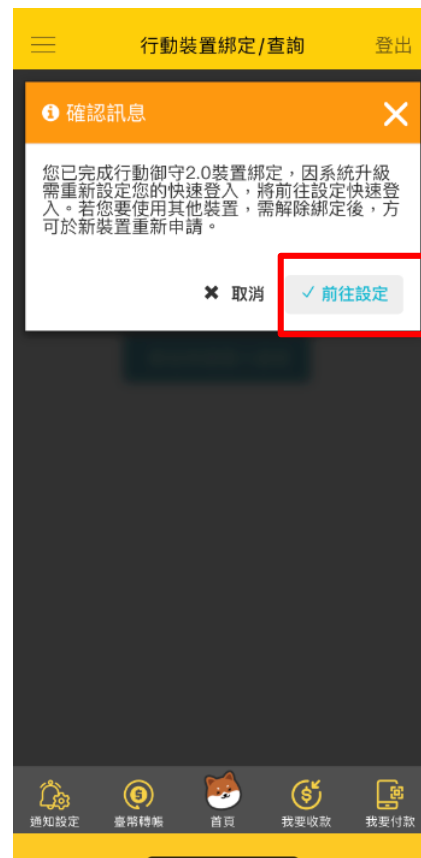 行動裝置綁定/查詢
登出
確認訊息
您已完成行動御守2.0裝置綁定，因系統升級
需重新設定您的快速登入，將前往設定快速登
入。若您要使用其他裝置，需解除綁定後，方
可於新裝置重新申請。
取消
前往設定
通知設定
臺幣轉帳
首頁
我要收款
我要付款